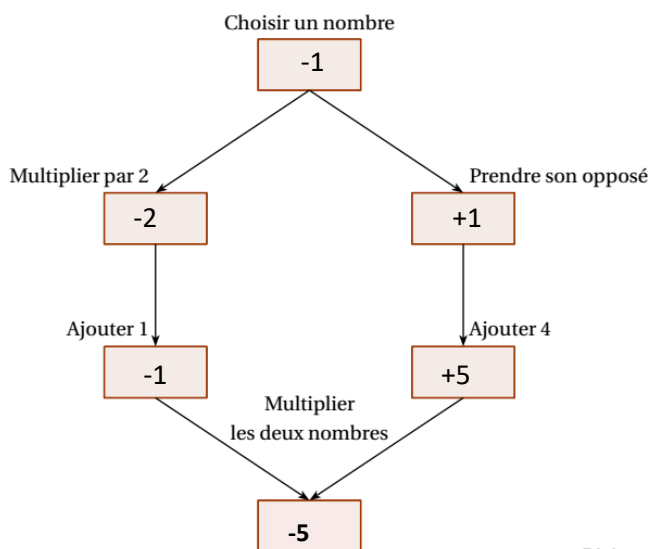 Choisir un nombre
-1
Multiplier par 2
Prendre son opposé
-2
+1
Ajouter 1
Ajouter 4
-1
+5
Multiplier
les deux nombres
-5